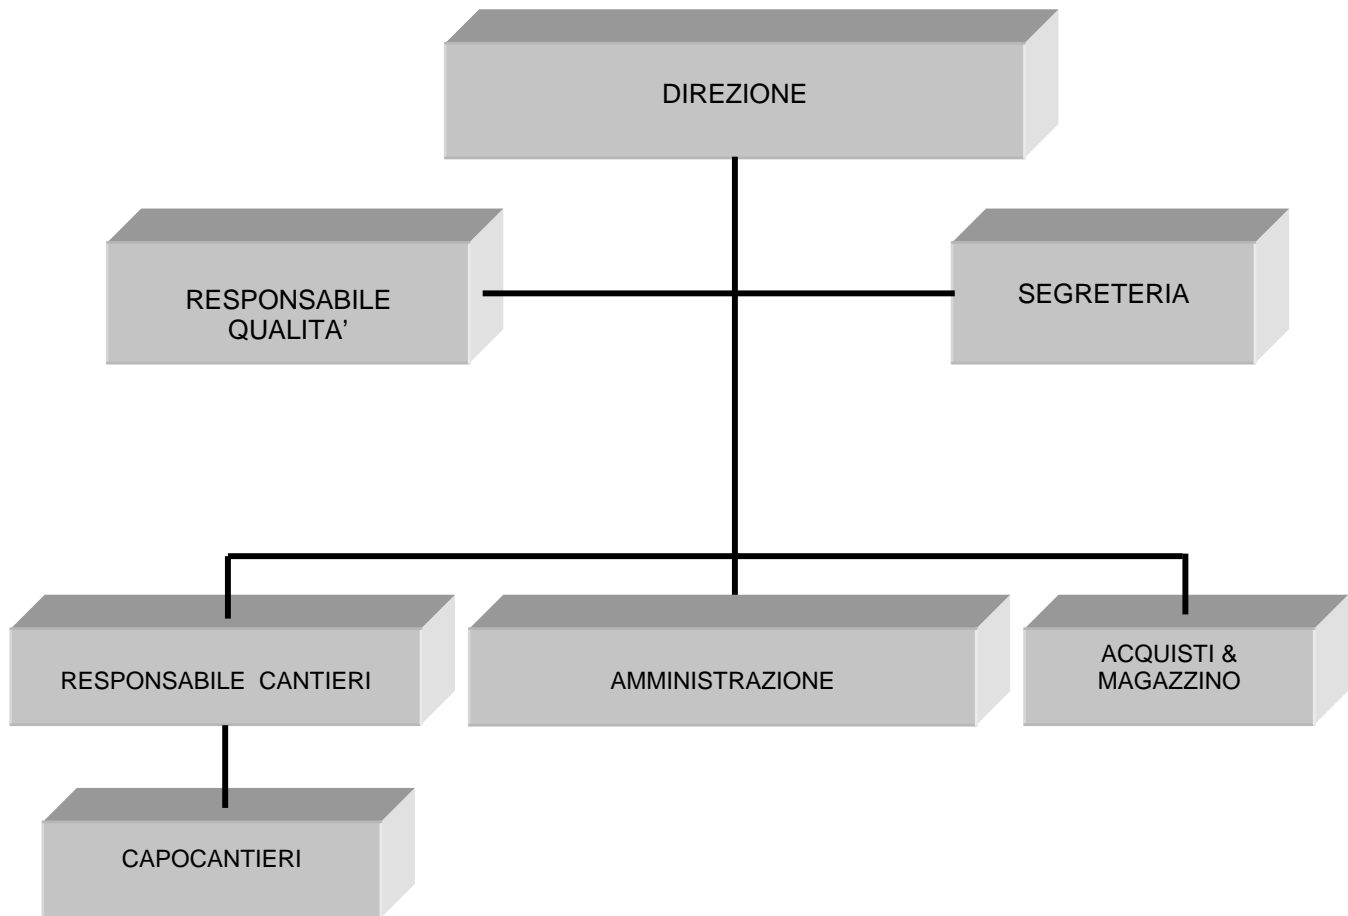 DIREZIONE
RESPONSABILE
QUALITA’
SEGRETERIA
RESPONSABILE CANTIERI
AMMINISTRAZIONE
ACQUISTI &
MAGAZZINO
CAPOCANTIERI